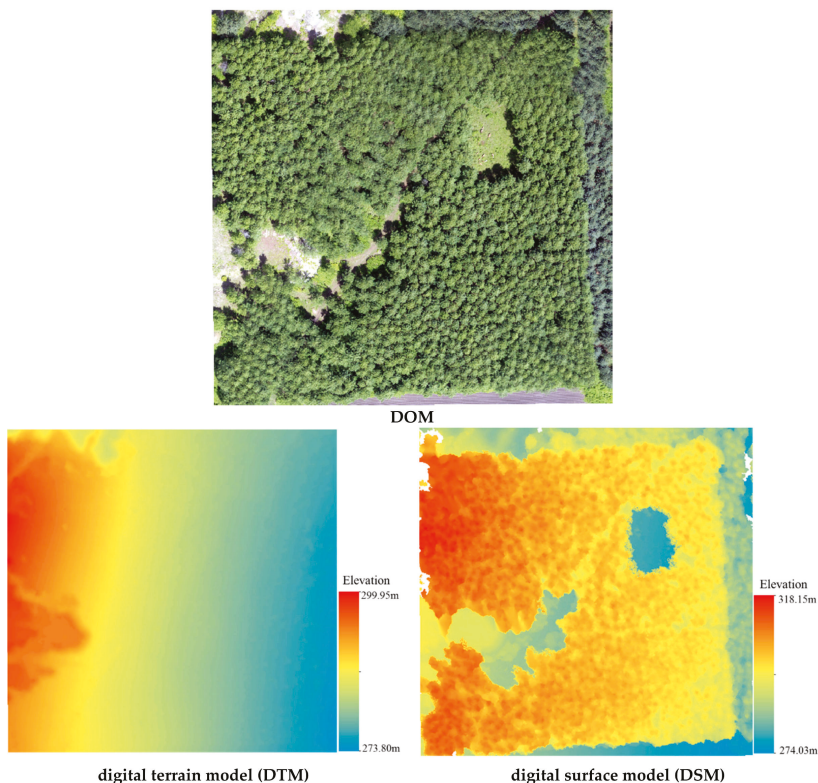 DOM
Elevation
299.95m
273.80m
digital terrain model (DTM)
Elevation
318.15m
274.03m
digital surface model (DSM)